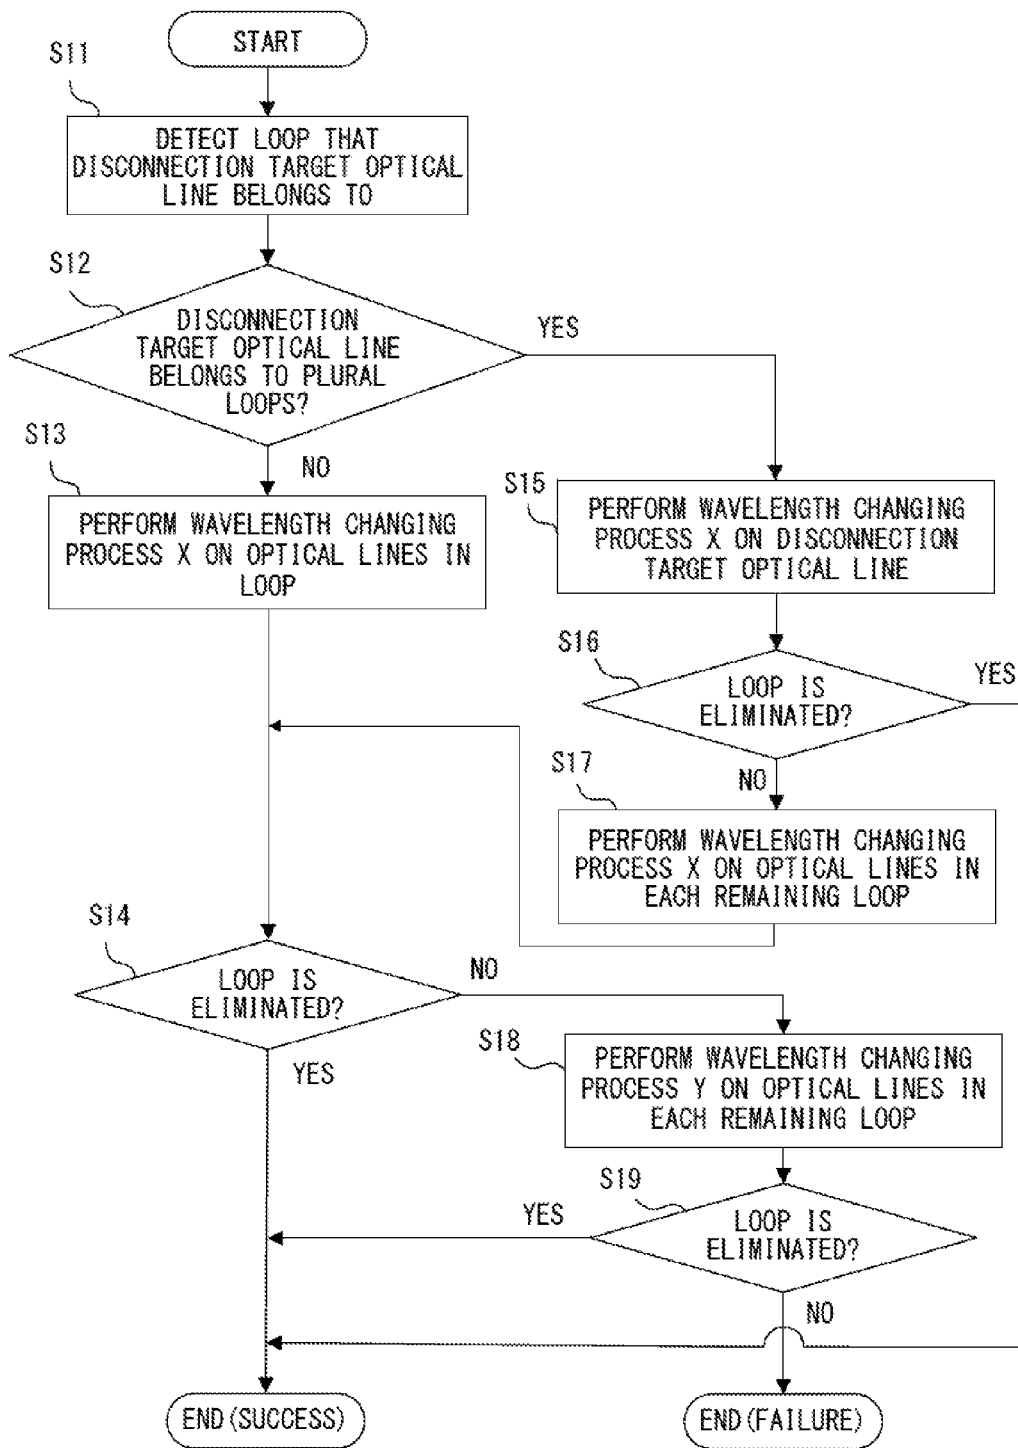 START
S11
DETECT LOOP THAT
DISCONNECTION TARGET OPTICAL
LINE BELONGS TO
S12
DISCONNECTION
TARGET OPTICAL LINE
BELONGS TO PLURAL
LOOPS?
YES
NO
S13
PERFORM WAVELENGTH CHANGING
PROCESS X ON OPTICAL LINES IN
LOOP
S15
PERFORM WAVELENGTH CHANGING
PROCESS X ON DISCONNECTION
TARGET OPTICAL LINE
S16
LOOP IS
ELIMINATED?
YES
NO
S17
PERFORM WAVELENGTH CHANGING
PROCESS X ON OPTICAL LINES IN
EACH REMAINING LOOP
S14
LOOP IS
ELIMINATED?
NO
YES
S18
PERFORM WAVELENGTH CHANGING
PROCESS Y ON OPTICAL LINES IN
EACH REMAINING LOOP
S19
LOOP IS
ELIMINATED?
YES
NO
END(SUCCESS)
END(FAILURE)